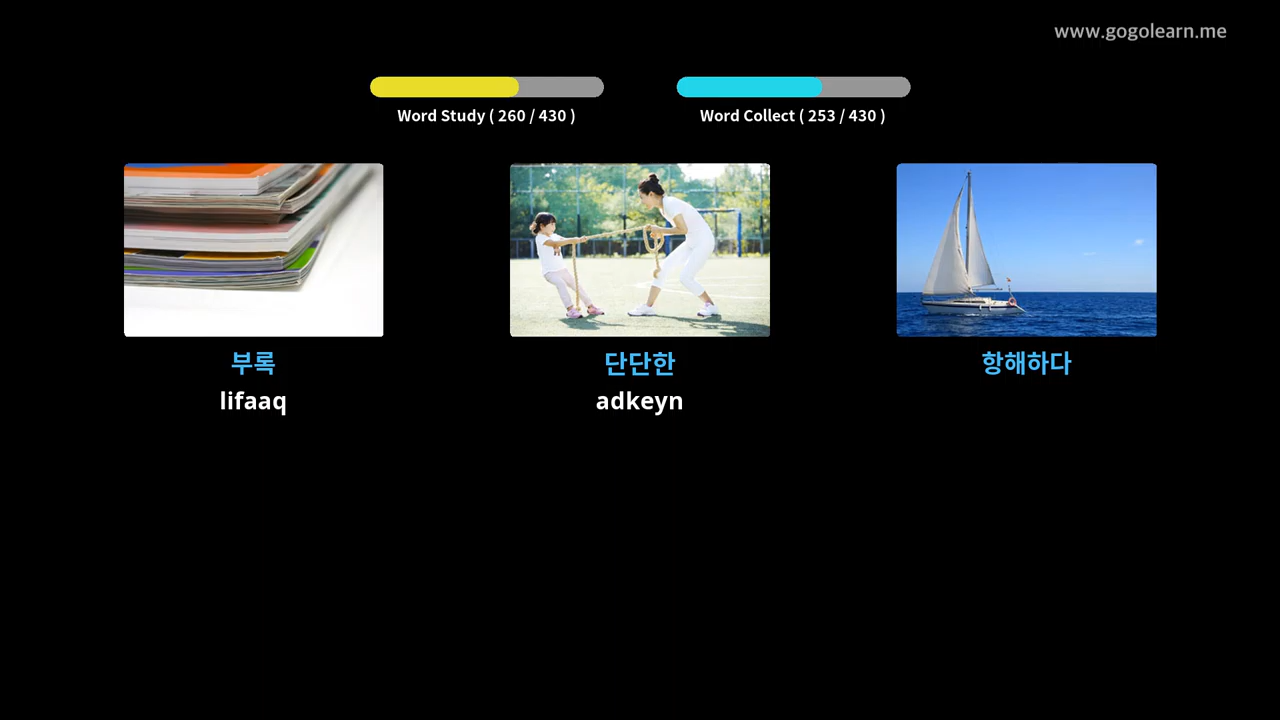 www.gogolearn.me
Word Study ( 260 / 430 )
Word Collect ( 253 / 430 )
부록
lifaaq
단단한
adkeyn
항해하다